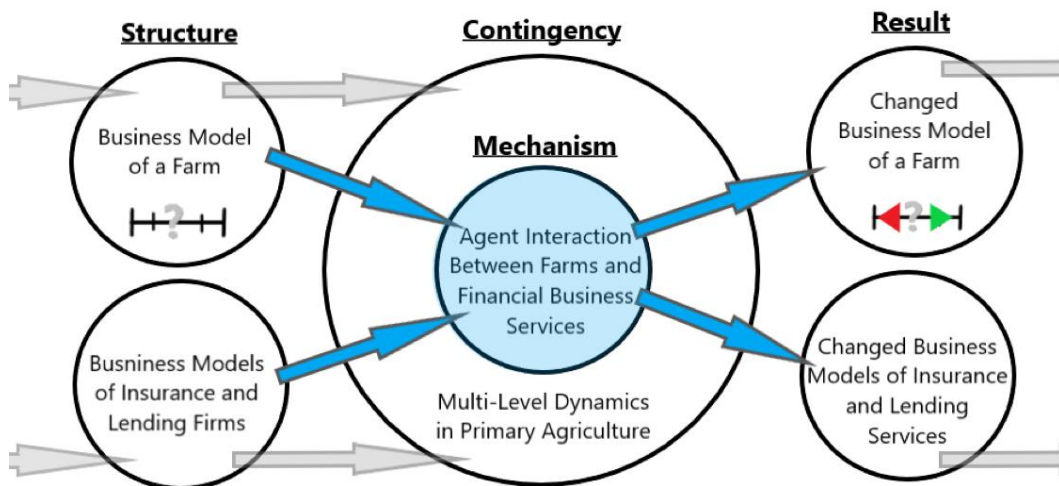 Structure
Contingency
Result
Business Model
of a Farm
?
Busniness Models
of Insurance and
Lending Firms
Mechanism
Agent Interaction
Between Farms and
Financial Business
Services
Multi-Level Dynamics
in Primary Agriculture
Changed
Business Model
of a Farm
?
Changed Business
Models of Insurance
and Lending
Services